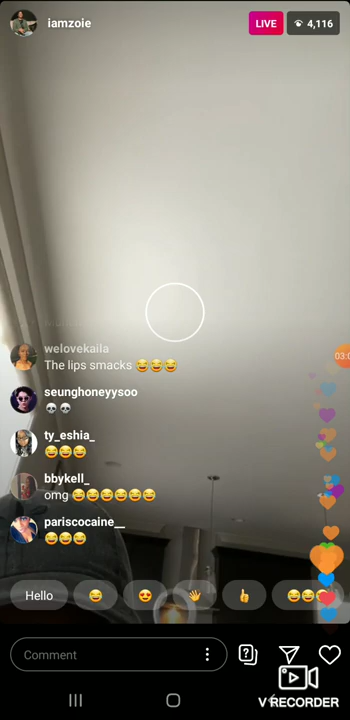 iamzoie
LIVE 4,116
welovekaila
The lips smacks 😂😂😂
seunghoneyysoo
💀💀
ty_eshia_
😂😂😂
bbykell_
omg 😂😂😂😂😂😂
pariscocaine__
😂😂😂
Hello 😂 😍 👋 👍 😂😂😂
Comment
V RECORDER